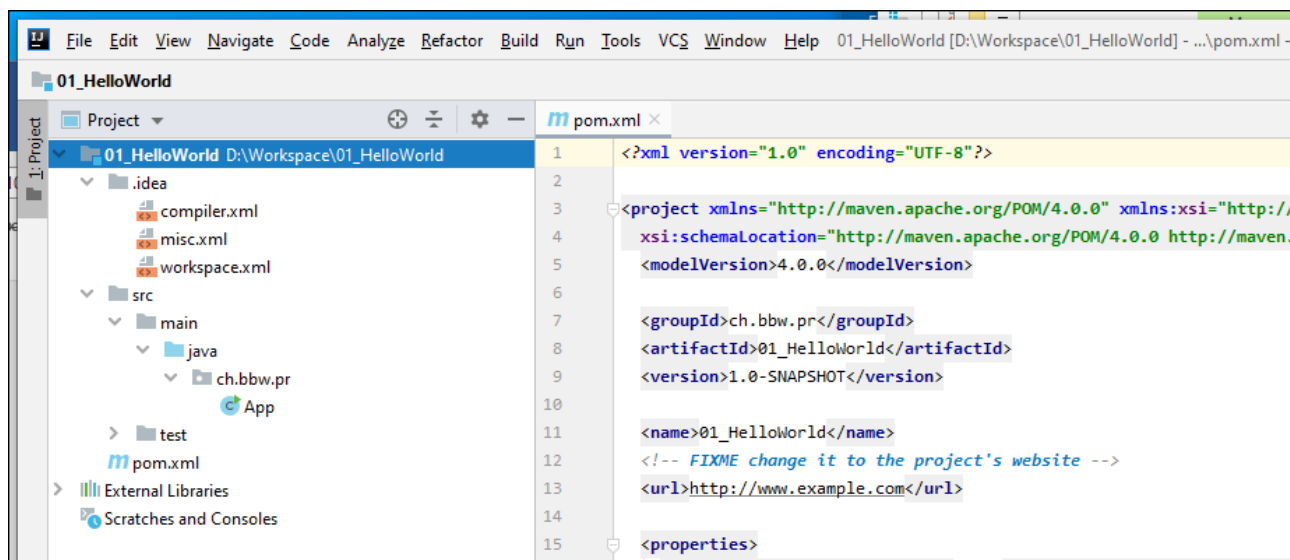 File Edit View Navigate Code Analyze Refactor Build Run Tools VCS Window Help 01_HelloWorld [D:\Workspace\01_HelloWorld] - ...\pom.xml -
01_HelloWorld
1: Project
Project
01_HelloWorld D:\Workspace\01_HelloWorld
.idea
compiler.xml
misc.xml
workspace.xml
src
main
java
ch.bbw.pr
App
test
pom.xml
External Libraries
Scratches and Consoles
pom.xml
1 <?xml version="1.0" encoding="UTF-8"?>
2
3 <project xmlns="http://maven.apache.org/POM/4.0.0" xmlns:xsi="http:/
4 xsi:schemaLocation="http://maven.apache.org/POM/4.0.0 http://maven.
5 <modelVersion>4.0.0</modelVersion>
6
7 <groupId>ch.bbw.pr</groupId>
8 <artifactId>01_HelloWorld</artifactId>
9 <version>1.0-SNAPSHOT</version>
10
11 <name>01_HelloWorld</name>
12 <!-- FIXME change it to the project's website -->
13 <url>http://www.example.com</url>
14
15 <properties>